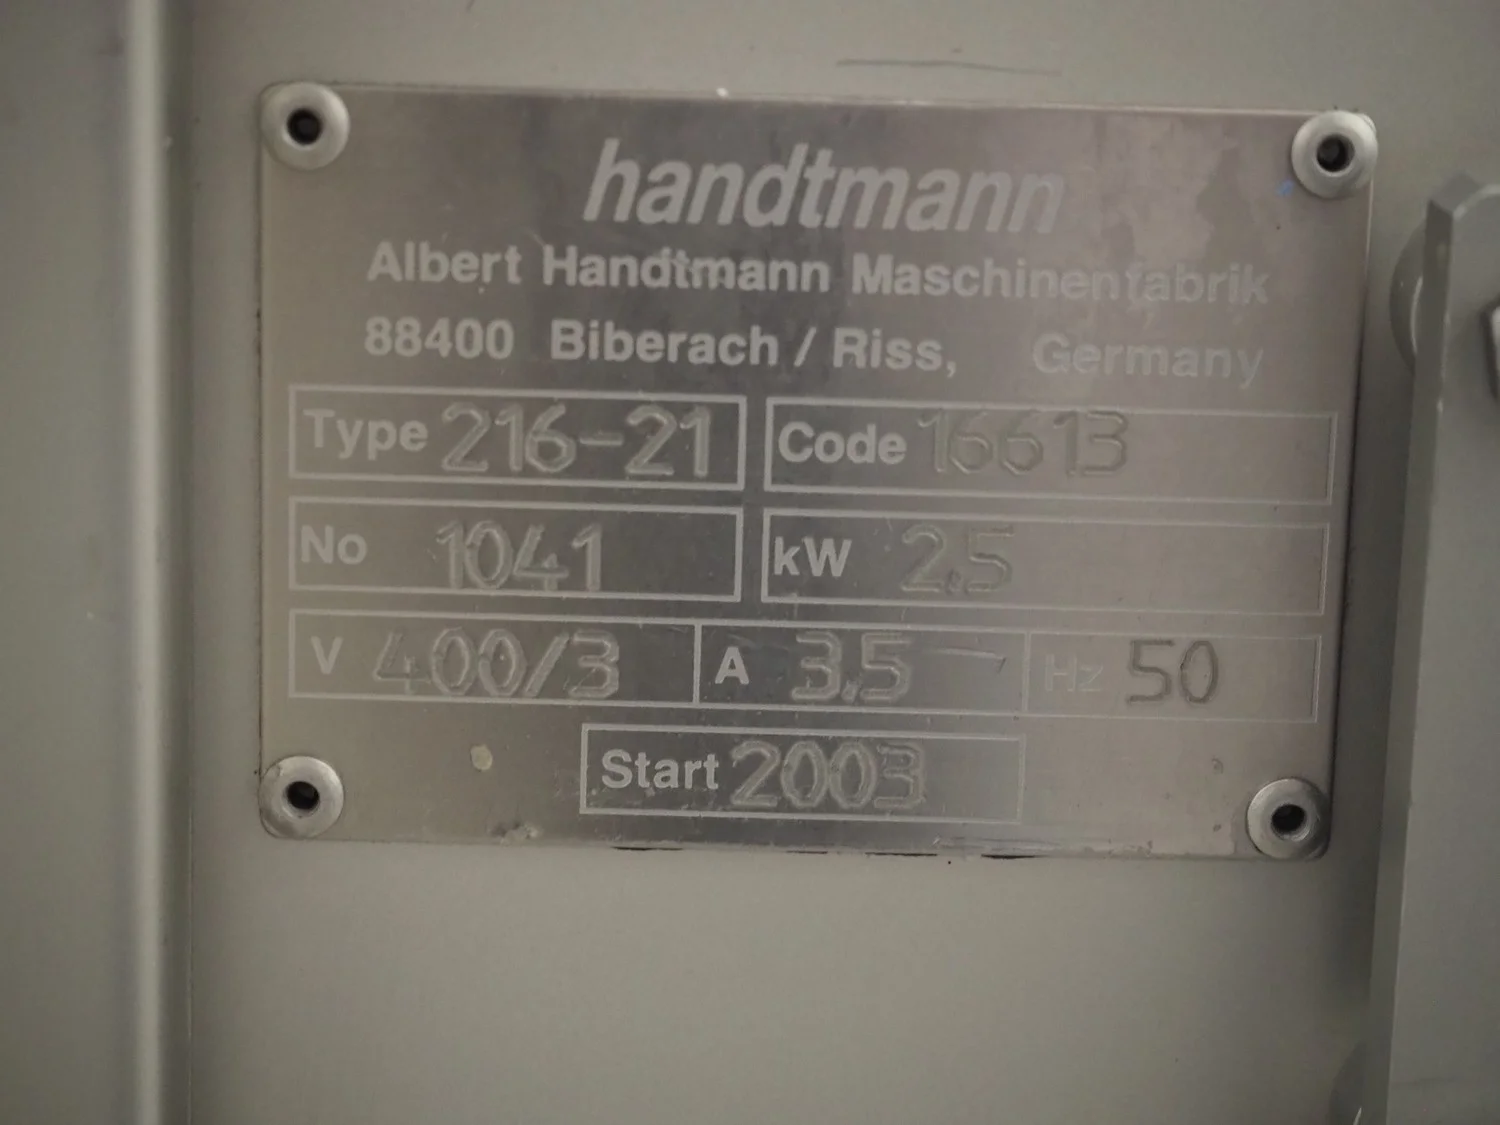 handtmann
Albert Handtmann Maschinenfabrik
88400 Biberach / Riss, Germany
Type 216-21 Code 16613
No 1041 kW 2.5
V 400/3 A 3.5 Hz 50
Start 2003